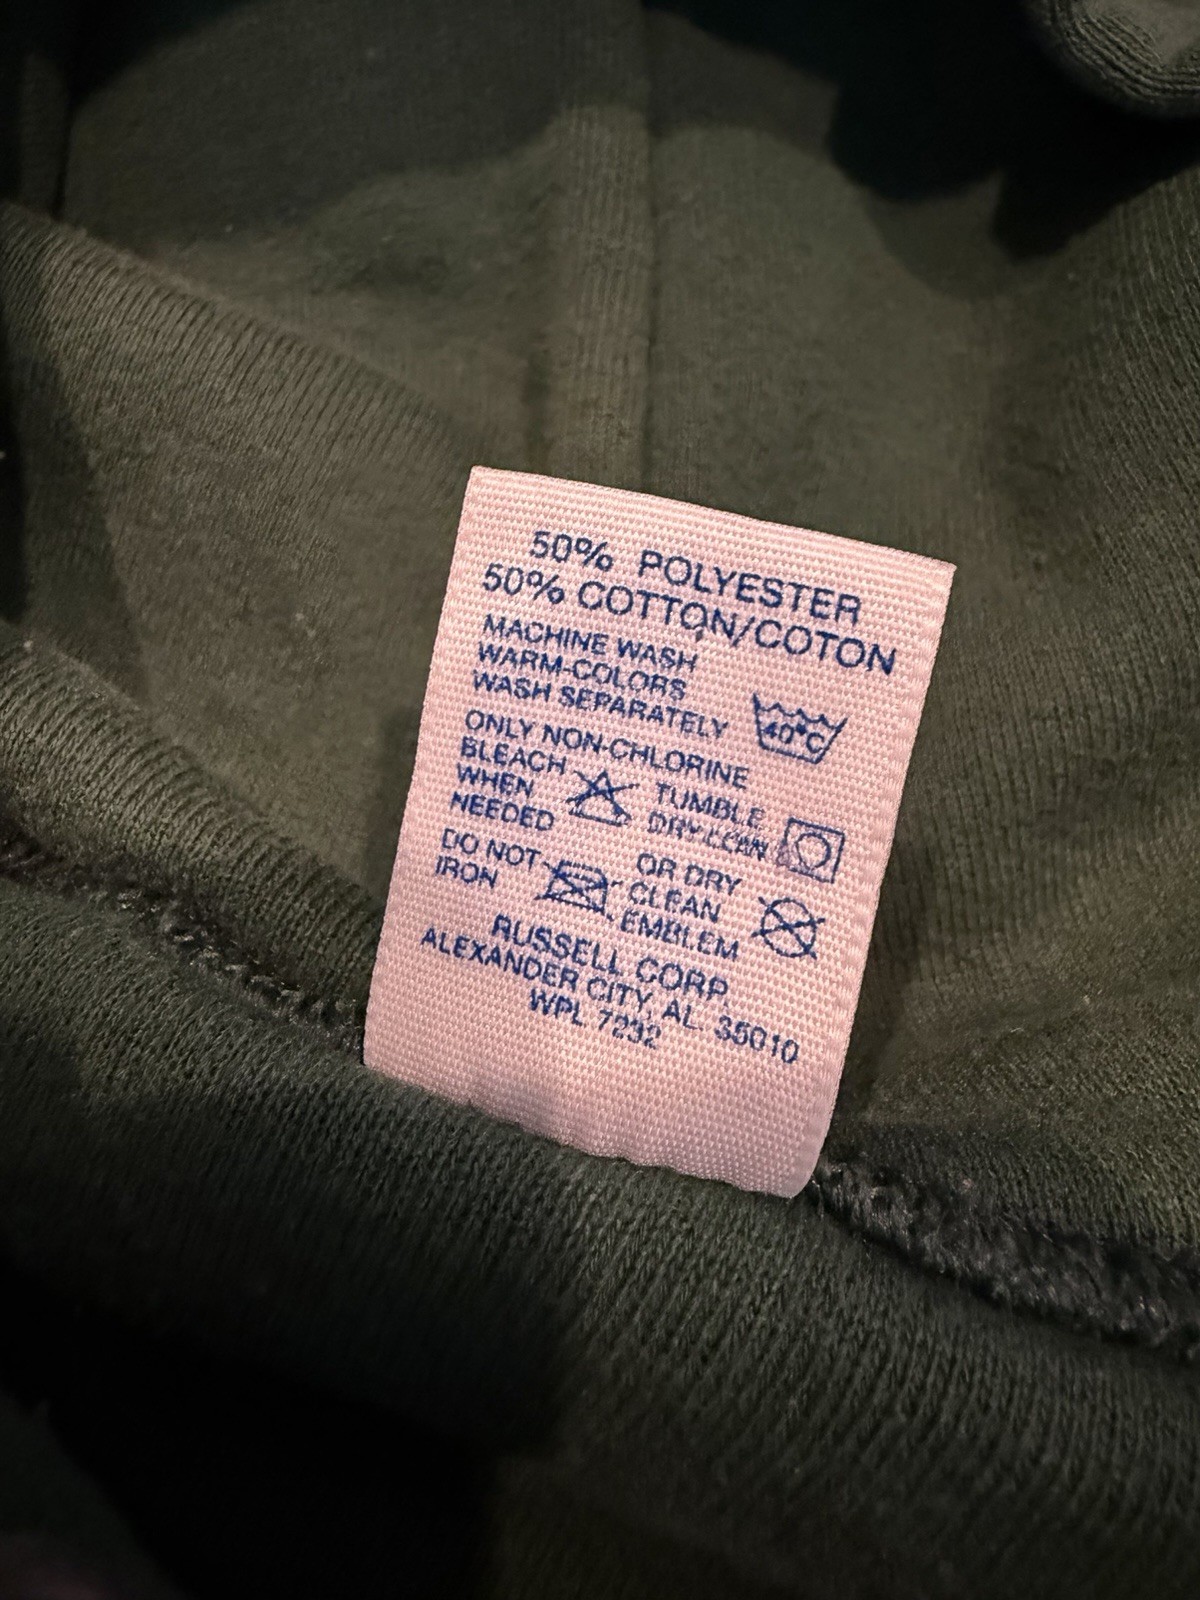 50% POLYESTER
50% COTTON/COTON
MACHINE WASH
WARM-COLORS
WASH SEPARATELY
40°C
ONLY NON-CHLORINE
BLEACH
WHEN
NEEDED
TUMBLE
DRY-LOW
DO NOT
IRON
OR DRY
CLEAN
EMBLEM
RUSSELL CORP.
ALEXANDER CITY, AL 35010
WPL 7232